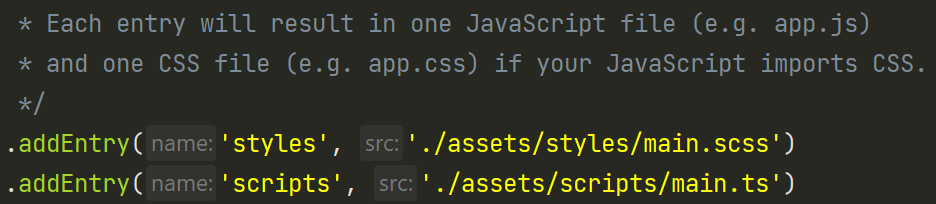 * Each entry will result in one JavaScript file (e.g. app.js)
* and one CSS file (e.g. app.css) if your JavaScript imports CSS.
*/
.addEntry( name: 'styles', src: './assets/styles/main.scss')
.addEntry( name: 'scripts', src: './assets/scripts/main.ts')